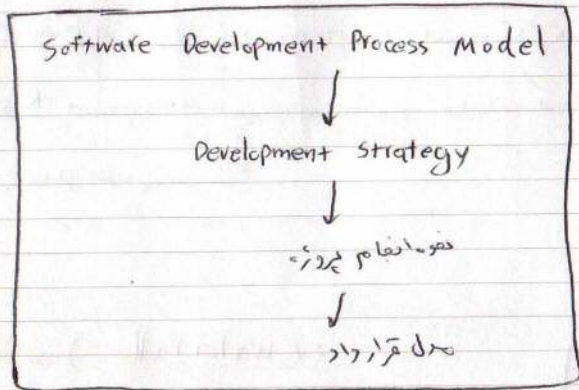 Software Development Process Model
Development Strategy
نحوه انجام پروژه
مدل قرارداد